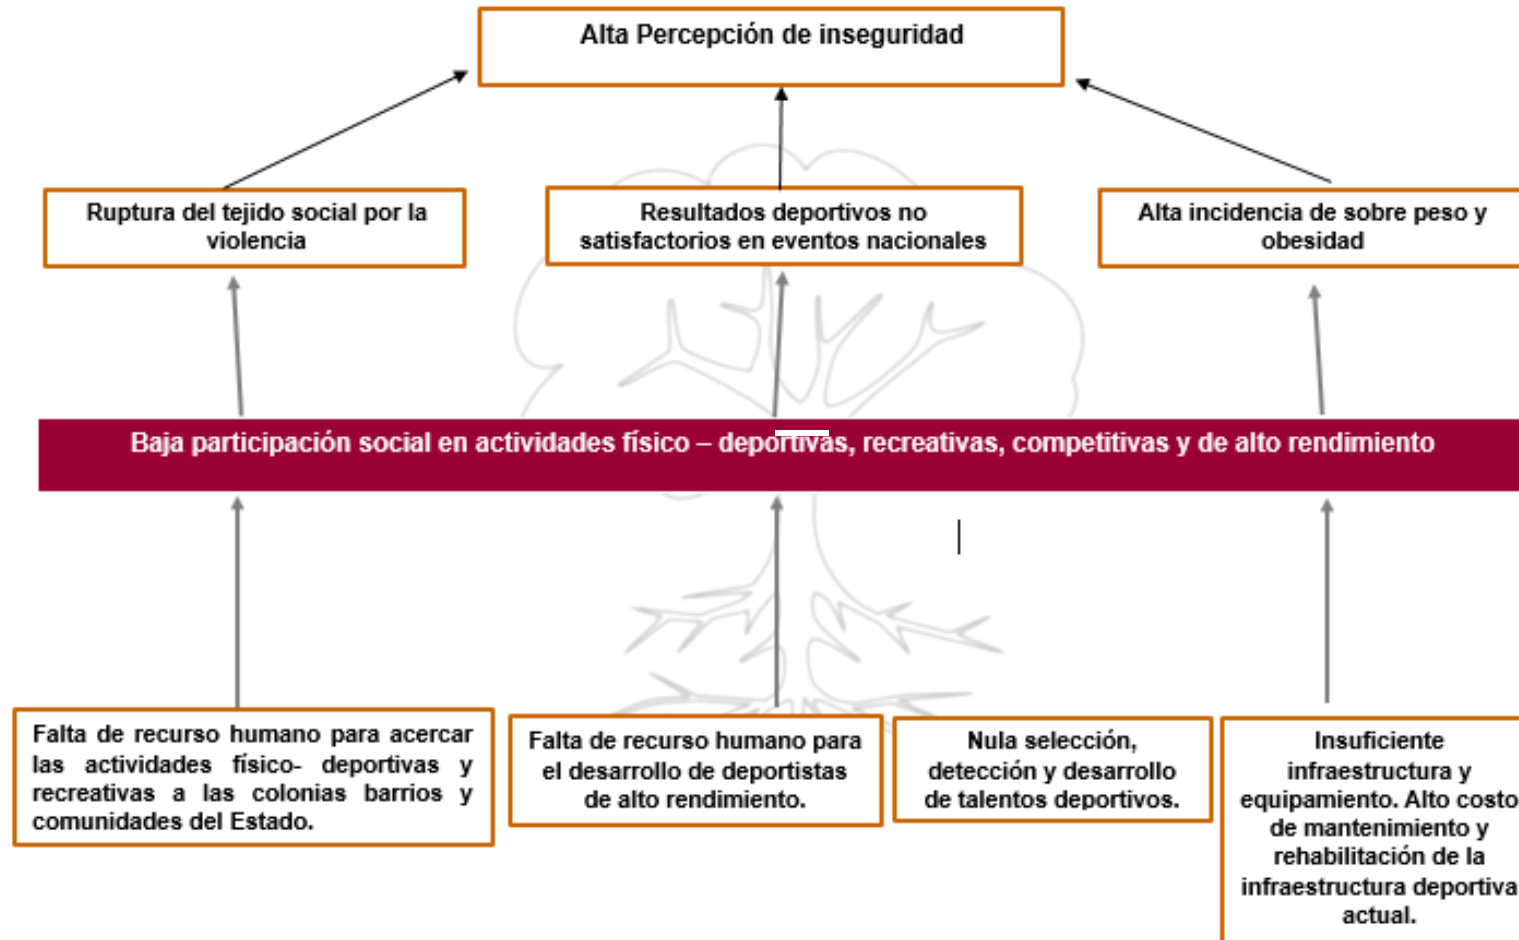 Alta Percepción de inseguridad
Ruptura del tejido social por la
violencia
Resultados deportivos no
satisfactorios en eventos nacionales
Alta incidencia de sobre peso y
obesidad
Baja participación social en actividades físico – deportivas, recreativas, competitivas y de alto rendimiento
Falta de recurso humano para acercar
las actividades físico- deportivas y
recreativas a las colonias barrios y
comunidades del Estado.
Falta de recurso humano para
el desarrollo de deportistas
de alto rendimiento.
Nula selección,
detección y desarrollo
de talentos deportivos.
Insuficiente
infraestructura y
equipamiento. Alto costo
de mantenimiento y
rehabilitación de la
infraestructura deportiva
actual.